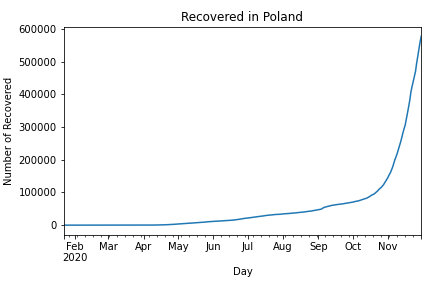 Recovered in Poland
600000
500000
400000
300000
200000
100000
0
Number of Recovered
Feb Mar Apr May Jun Jul Aug Sep Oct Nov
2020
Day